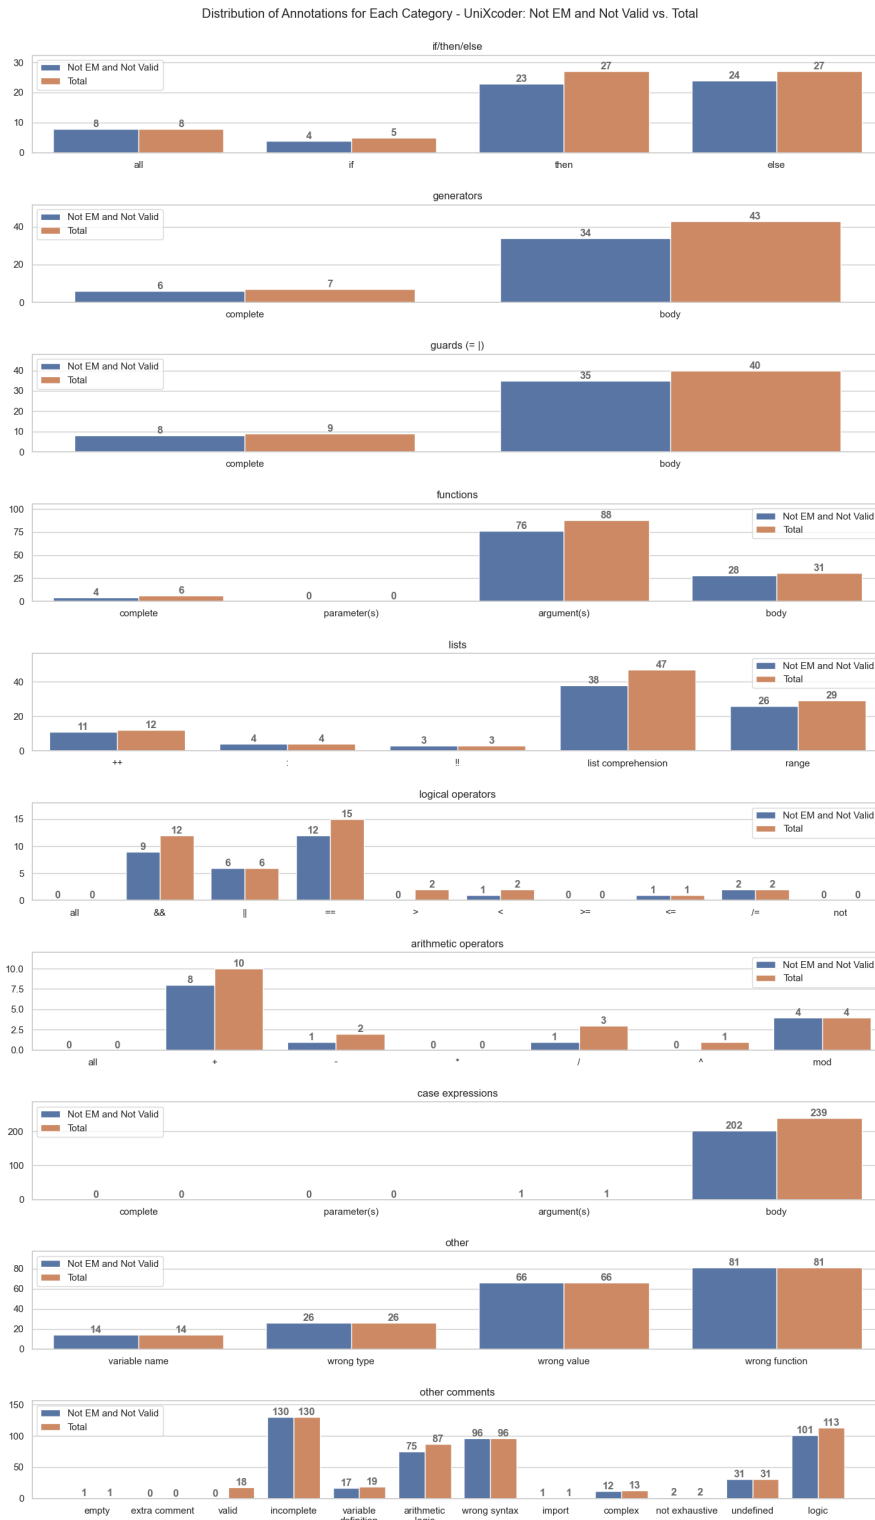 Distribution of Annotations for Each Category - UniXcoder: Not EM and Not Valid vs. Total
if/then/else
Not EM and Not Valid
Total
30
20
10
0
8 8 4 5 23 27 24 27
all if then else
generators
Not EM and Not Valid
Total
40
20
0
6 7 34 43
complete body
guards (= |)
Not EM and Not Valid
Total
40
30
20
10
0
8 9 35 40
complete body
functions
Not EM and Not Valid
Total
100
75
50
25
0
4 6 0 0 76 88 28 31
complete parameter(s) argument(s) body
lists
Not EM and Not Valid
Total
40
20
0
11 12 4 4 3 3 38 47 26 29
++ : !! list comprehension range
logical operators
Not EM and Not Valid
Total
15
10
5
0
0 0 9 12 6 6 12 15 0 2 1 2 0 0 1 1 2 2 0 0
all && || == > < >= <= /= not
arithmetic operators
Not EM and Not Valid
Total
10.0
7.5
5.0
2.5
0.0
0 0 8 10 1 2 0 0 1 3 0 1 4 4
all + - * / ^ mod
case expressions
Not EM and Not Valid
Total
200
100
0
0 0 0 0 1 1 202 239
complete parameter(s) argument(s) body
other
Not EM and Not Valid
Total
80
60
40
20
0
14 14 26 26 66 66 81 81
variable name wrong type wrong value wrong function
other comments
Not EM and Not Valid
Total
150
100
50
0
1 1 0 0 0 18 130 130 17 19 75 87 96 96 1 1 12 13 2 2 31 31 101 113
empty extra comment valid incomplete variable arithmetic wrong syntax import complex not exhaustive undefined logic
definition logic